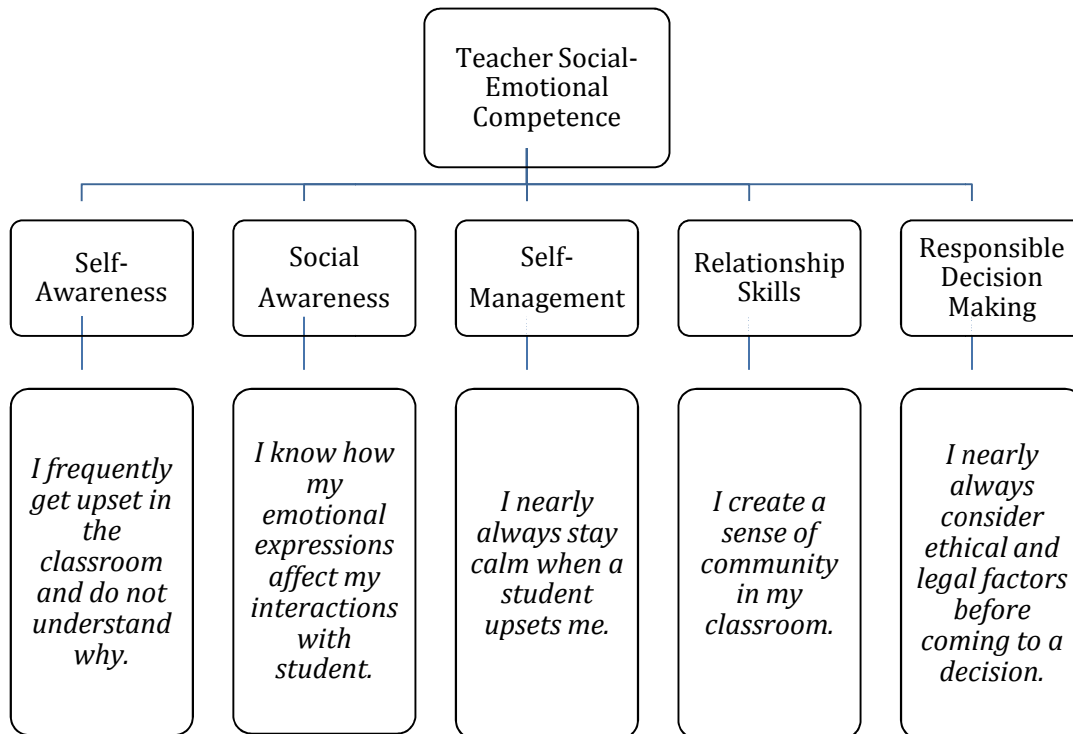 Teacher Social-
Emotional
Competence
Self-
Awareness
Social
Awareness
Self-
Management
Relationship
Skills
Responsible
Decision
Making
I frequently
get upset in
the
classroom
and do not
understand
why.
I know how
my
emotional
expressions
affect my
interactions
with
student.
I nearly
always stay
calm when a
student
upsets me.
I create a
sense of
community
in my
classroom.
I nearly
always
consider
ethical and
legal factors
before
coming to a
decision.